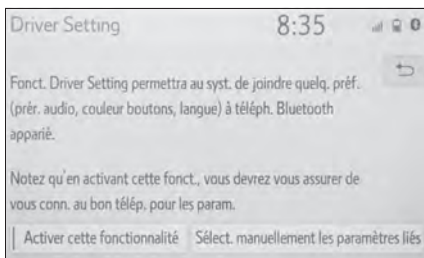 Driver Setting 8:35
Fonct. Driver Setting permettra au syst. de joindre quelq. préf.
(prér. audio, couleur boutons, langue) à téléph. Bluetooth
apparié.
Notez qu'en activant cette fonct., vous devrez vous assurer de
vous conn. au bon télép. pour les param.
Activer cette fonctionnalité Sélect. manuellement les paramètres liés